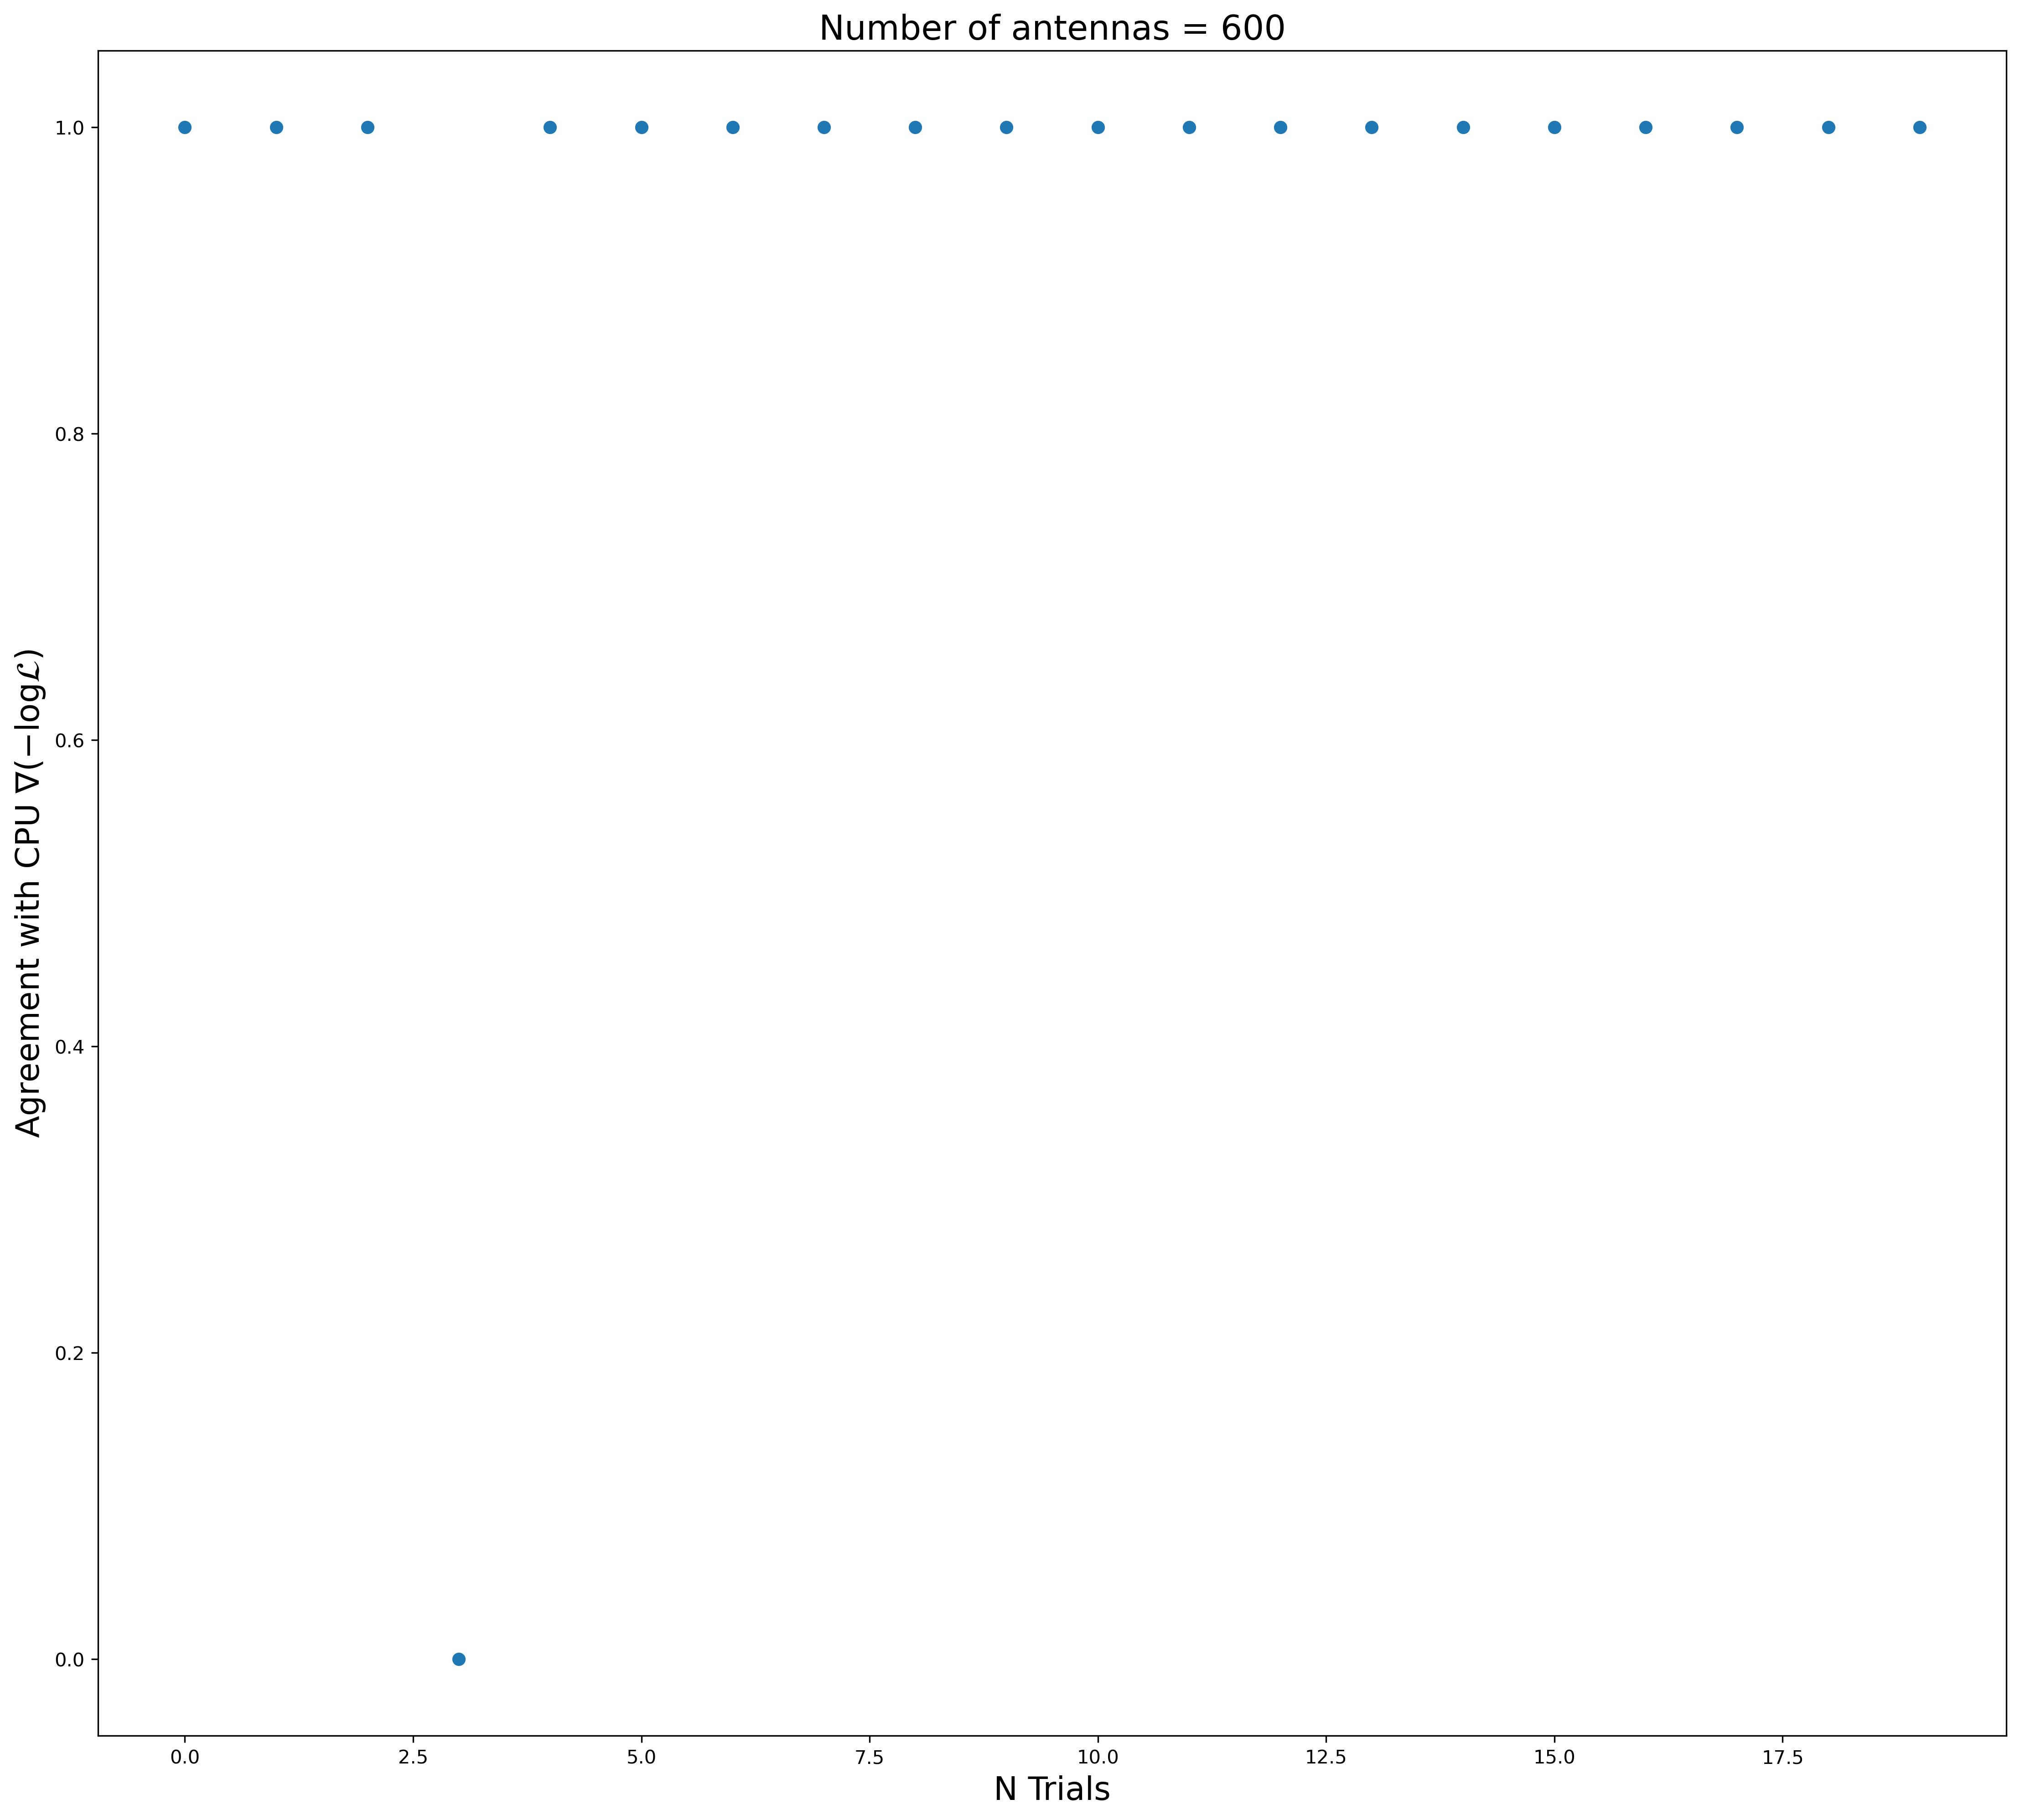 Number of antennas = 600
Agreement with CPU ∇(−logℒ)
1.0
0.8
0.6
0.4
0.2
0.0
0.0 2.5 5.0 7.5 10.0 12.5 15.0 17.5
N Trials